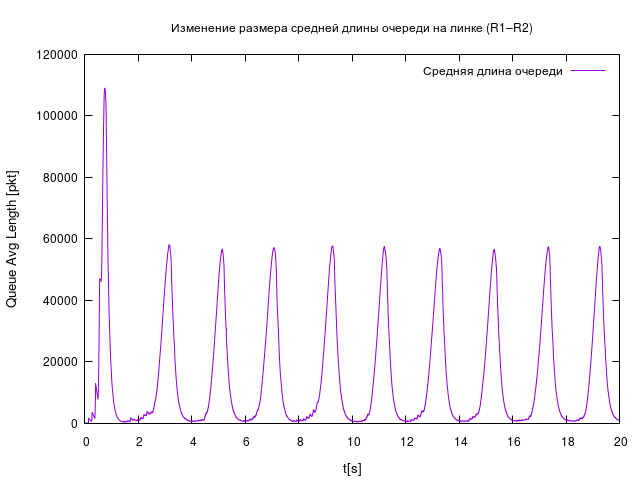 Изменение размера средней длины очереди на линке (R1–R2)
120000
Средняя длина очереди
100000
80000
60000
40000
20000
0
Queue Avg Length [pkt]
0 2 4 6 8 10 12 14 16 18 20
t[s]